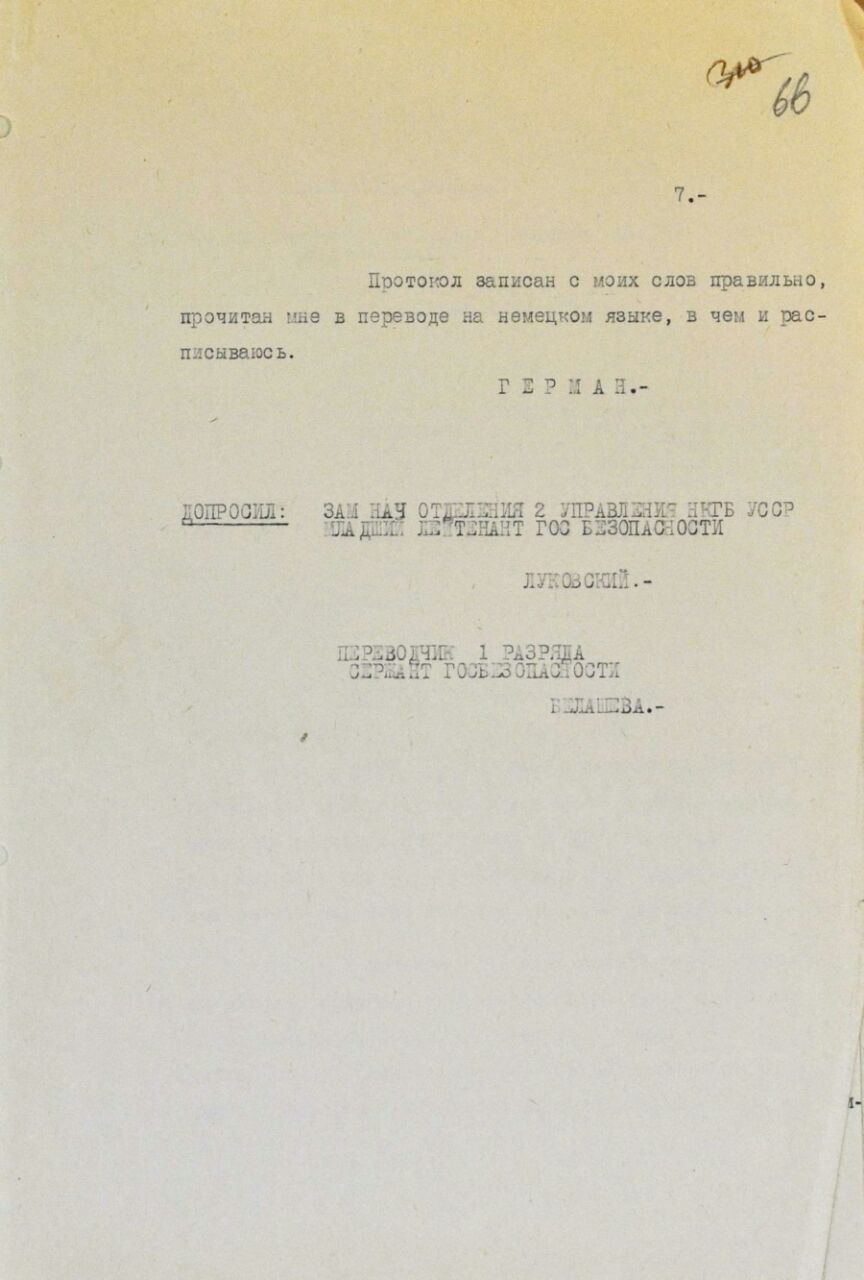 66
7.-
Протокол записан с моих слов правильно,
прочитан мне в переводе на немецком языке, в чем и рас-
писываюсь.
Г Е Р М А Н.-
ДОПРОСИЛ: ЗАМ НАЧ ОТДЕЛЕНИЯ 2 УПРАВЛЕНИЯ НКГБ УССР
МЛАДШИЙ ЛЕЙТЕНАНТ ГОС БЕЗОПАСНОСТИ
ЛУКОВСКИЙ.-
ПЕРЕВОДЧИК 1 РАЗРЯДА
СЕРЖАНТ ГОСБЕЗОПАСНОСТИ
БЕЛАШЕВА.-